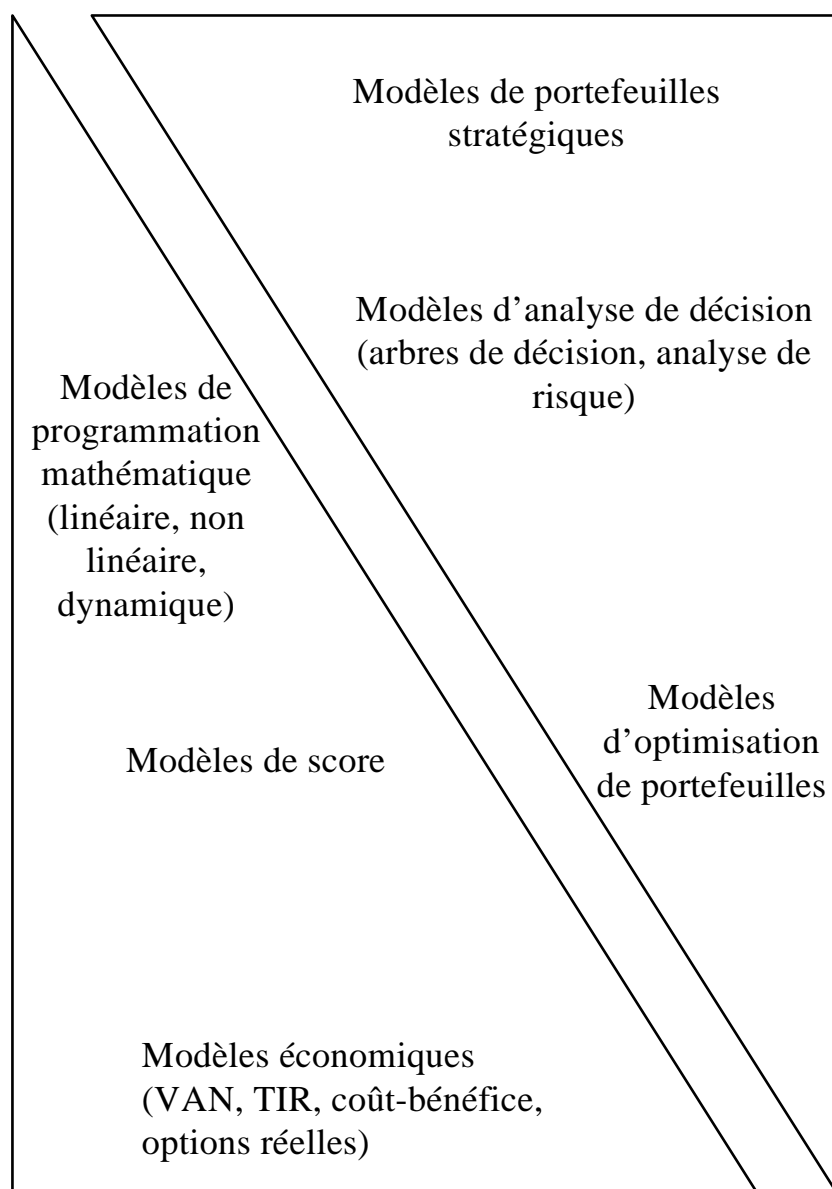 Modèles de portefeuilles
stratégiques
Modèles d’analyse de décision
(arbres de décision, analyse de
risque)
Modèles de
programmation
mathématique
(linéaire, non
linéaire,
dynamique)
Modèles
d’optimisation
de portefeuilles
Modèles de score
Modèles économiques
(VAN, TIR, coût-bénéfice,
options réelles)